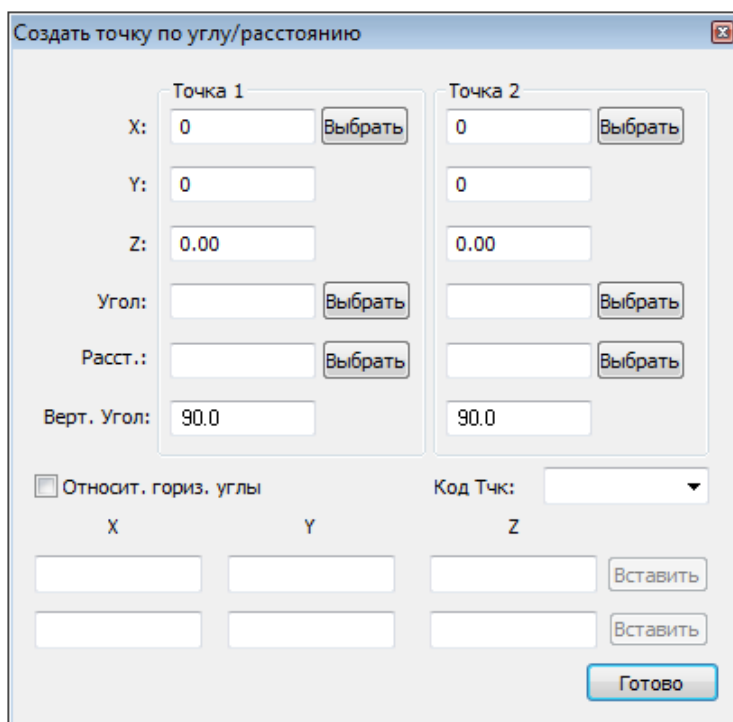 Создать точку по углу/расстоянию
Точка 1 Точка 2
X: 0 Выбрать 0 Выбрать
Y: 0 0
Z: 0.00 0.00
Угол: Выбрать Выбрать
Расст.: Выбрать Выбрать
Верт. Угол: 90.0 90.0
Относит. гориз. углы Код Тчк:
X Y Z
Вставить
Вставить
Готово